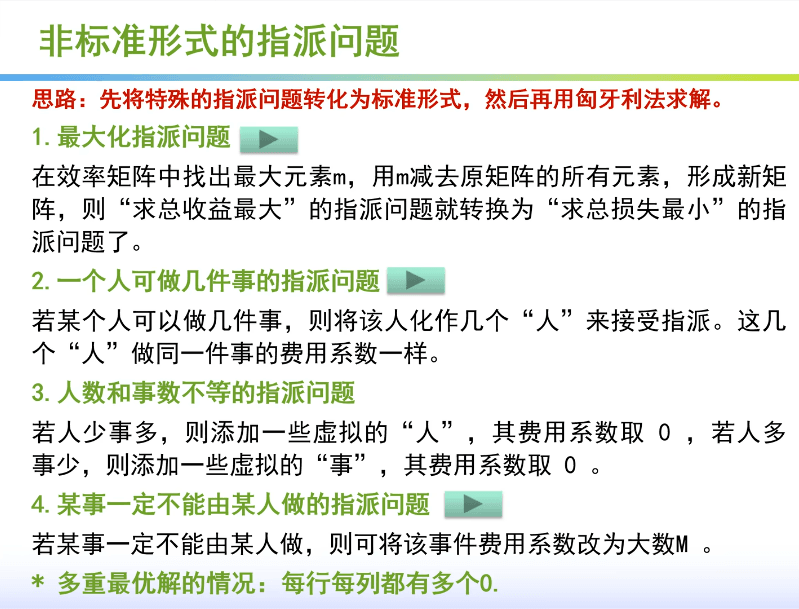 非标准形式的指派问题
思路：先将特殊的指派问题转化为标准形式，然后再用匈牙利法求解。
1.最大化指派问题
在效率矩阵中找出最大元素m，用m减去原矩阵的所有元素，形成新矩
阵，则“求总收益最大”的指派问题就转换为“求总损失最小”的指
派问题了。
2.一个人可做几件事的指派问题
若某个人可以做几件事，则将该人化作几个“人”来接受指派。这几
个“人”做同一件事的费用系数一样。
3.人数和事数不等的指派问题
若人少事多，则添加一些虚拟的“人”，其费用系数取 0 ，若人多
事少，则添加一些虚拟的“事”，其费用系数取 0 。
4.某事一定不能由某人做的指派问题
若某事一定不能由某人做，则可将该事件费用系数改为大数M 。
* 多重最优解的情况：每行每列都有多个0.